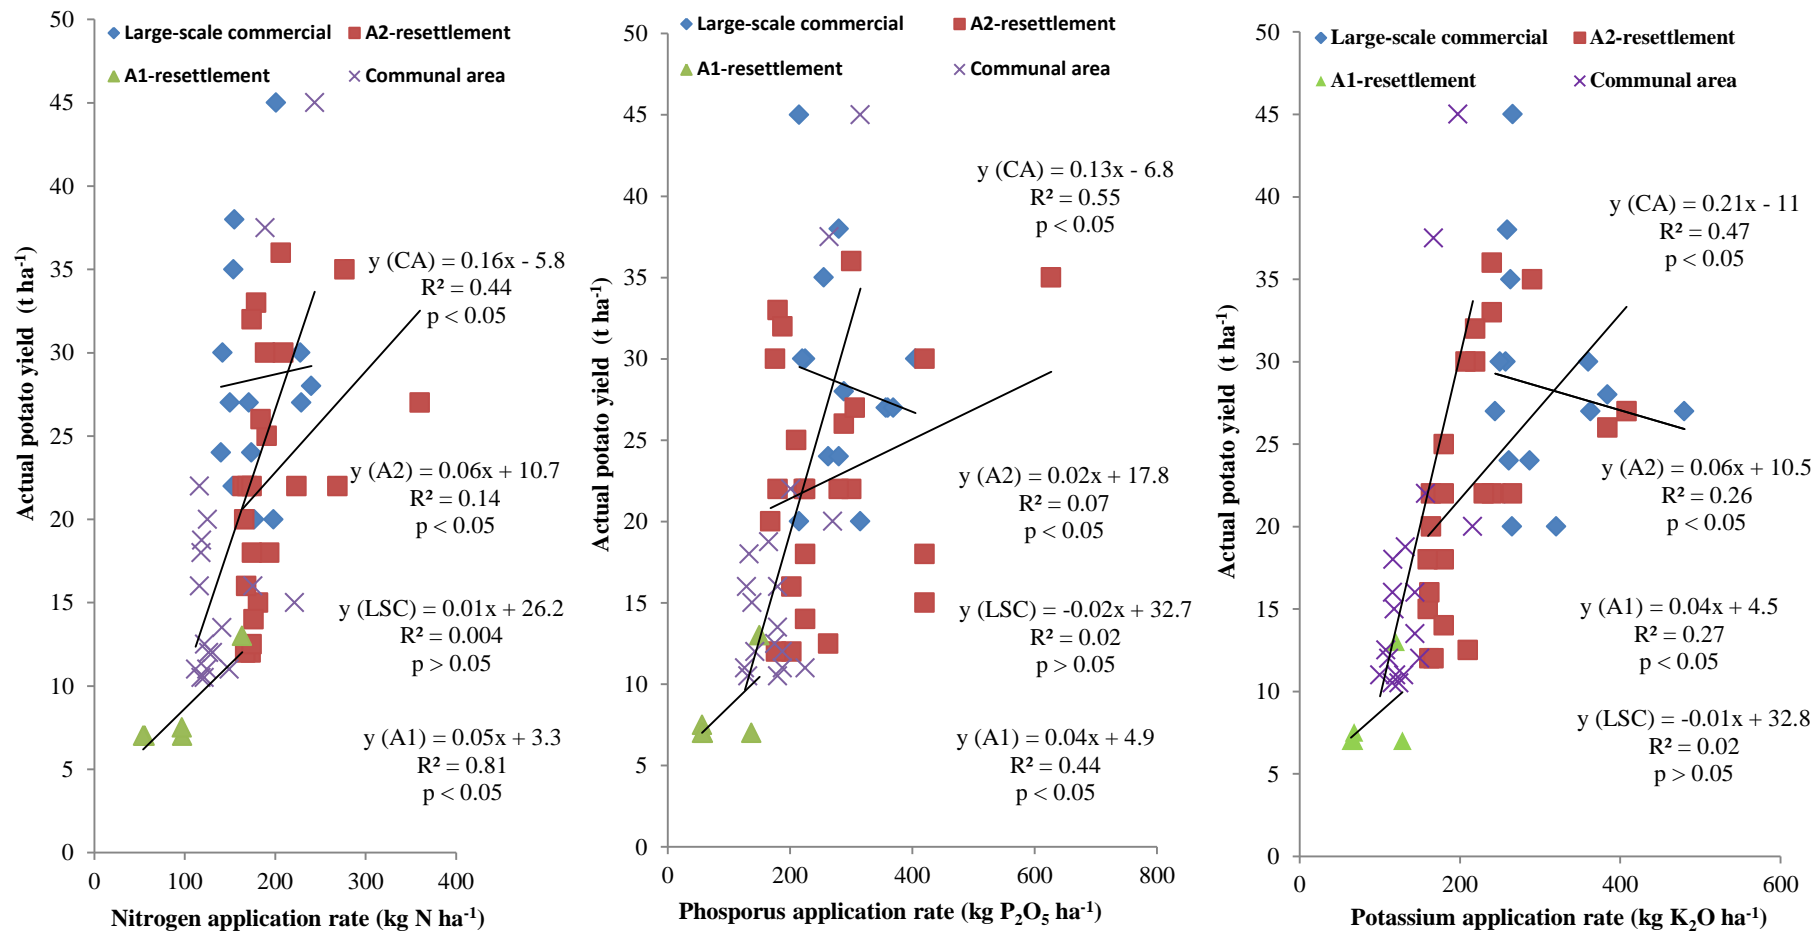 Large-scale commercial
A2-resettlement
A1-resettlement
Communal area
50
45
40
35
30
25
20
15
10
5
0
0
100
200
300
400
Actual potato yield (t ha-1)
Nitrogen application rate (kg N ha-1)
y (CA) = 0.16x - 5.8
R² = 0.44
p < 0.05
y (A2) = 0.06x + 10.7
R² = 0.14
p < 0.05
y (LSC) = 0.01x + 26.2
R² = 0.004
p > 0.05
y (A1) = 0.05x + 3.3
R² = 0.81
p < 0.05
Large-scale commercial
A2-resettlement
A1-resettlement
Communal area
50
45
40
35
30
25
20
15
10
5
0
0
200
400
600
800
Actual potato yield (t ha-1)
Phosporus application rate (kg P2O5 ha-1)
y (CA) = 0.13x - 6.8
R² = 0.55
p < 0.05
y (A2) = 0.02x + 17.8
R² = 0.07
p < 0.05
y (LSC) = -0.02x + 32.7
R² = 0.02
p > 0.05
y (A1) = 0.04x + 4.9
R² = 0.44
p < 0.05
Large-scale commercial
A2-resettlement
A1-resettlement
Communal area
50
45
40
35
30
25
20
15
10
5
0
0
200
400
600
Actual potato yield (t ha-1)
Potassium application rate (kg K2O ha-1)
y (CA) = 0.21x - 11
R² = 0.47
p < 0.05
y (A2) = 0.06x + 10.5
R² = 0.26
p < 0.05
y (A1) = 0.04x + 4.5
R² = 0.27
p < 0.05
y (LSC) = -0.01x + 32.8
R² = 0.02
p > 0.05